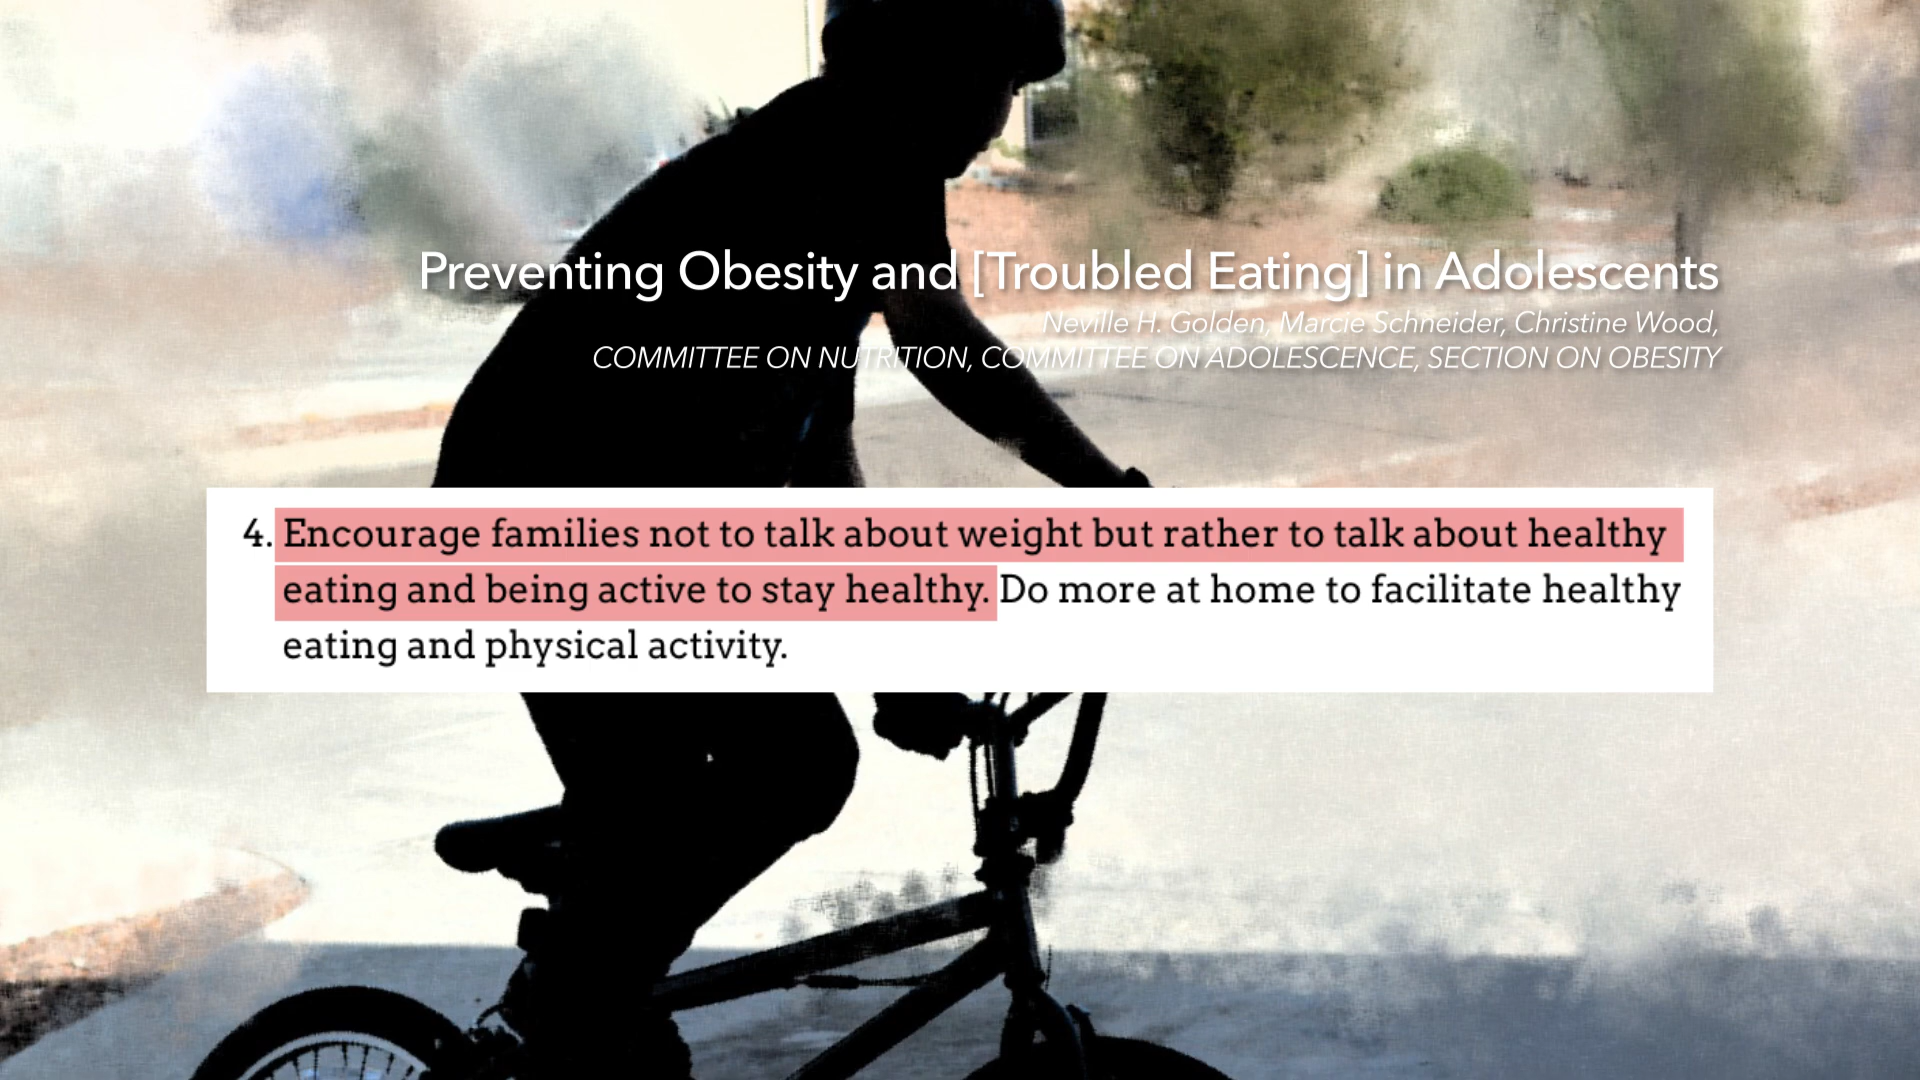 Preventing Obesity and [Troubled Eating] in Adolescents
Neville H. Golden, Marcie Schneider, Christine Wood,
COMMITTEE ON NUTRITION, COMMITTEE ON ADOLESCENCE, SECTION ON OBESITY
4. Encourage families not to talk about weight but rather to talk about healthy
eating and being active to stay healthy. Do more at home to facilitate healthy
eating and physical activity.